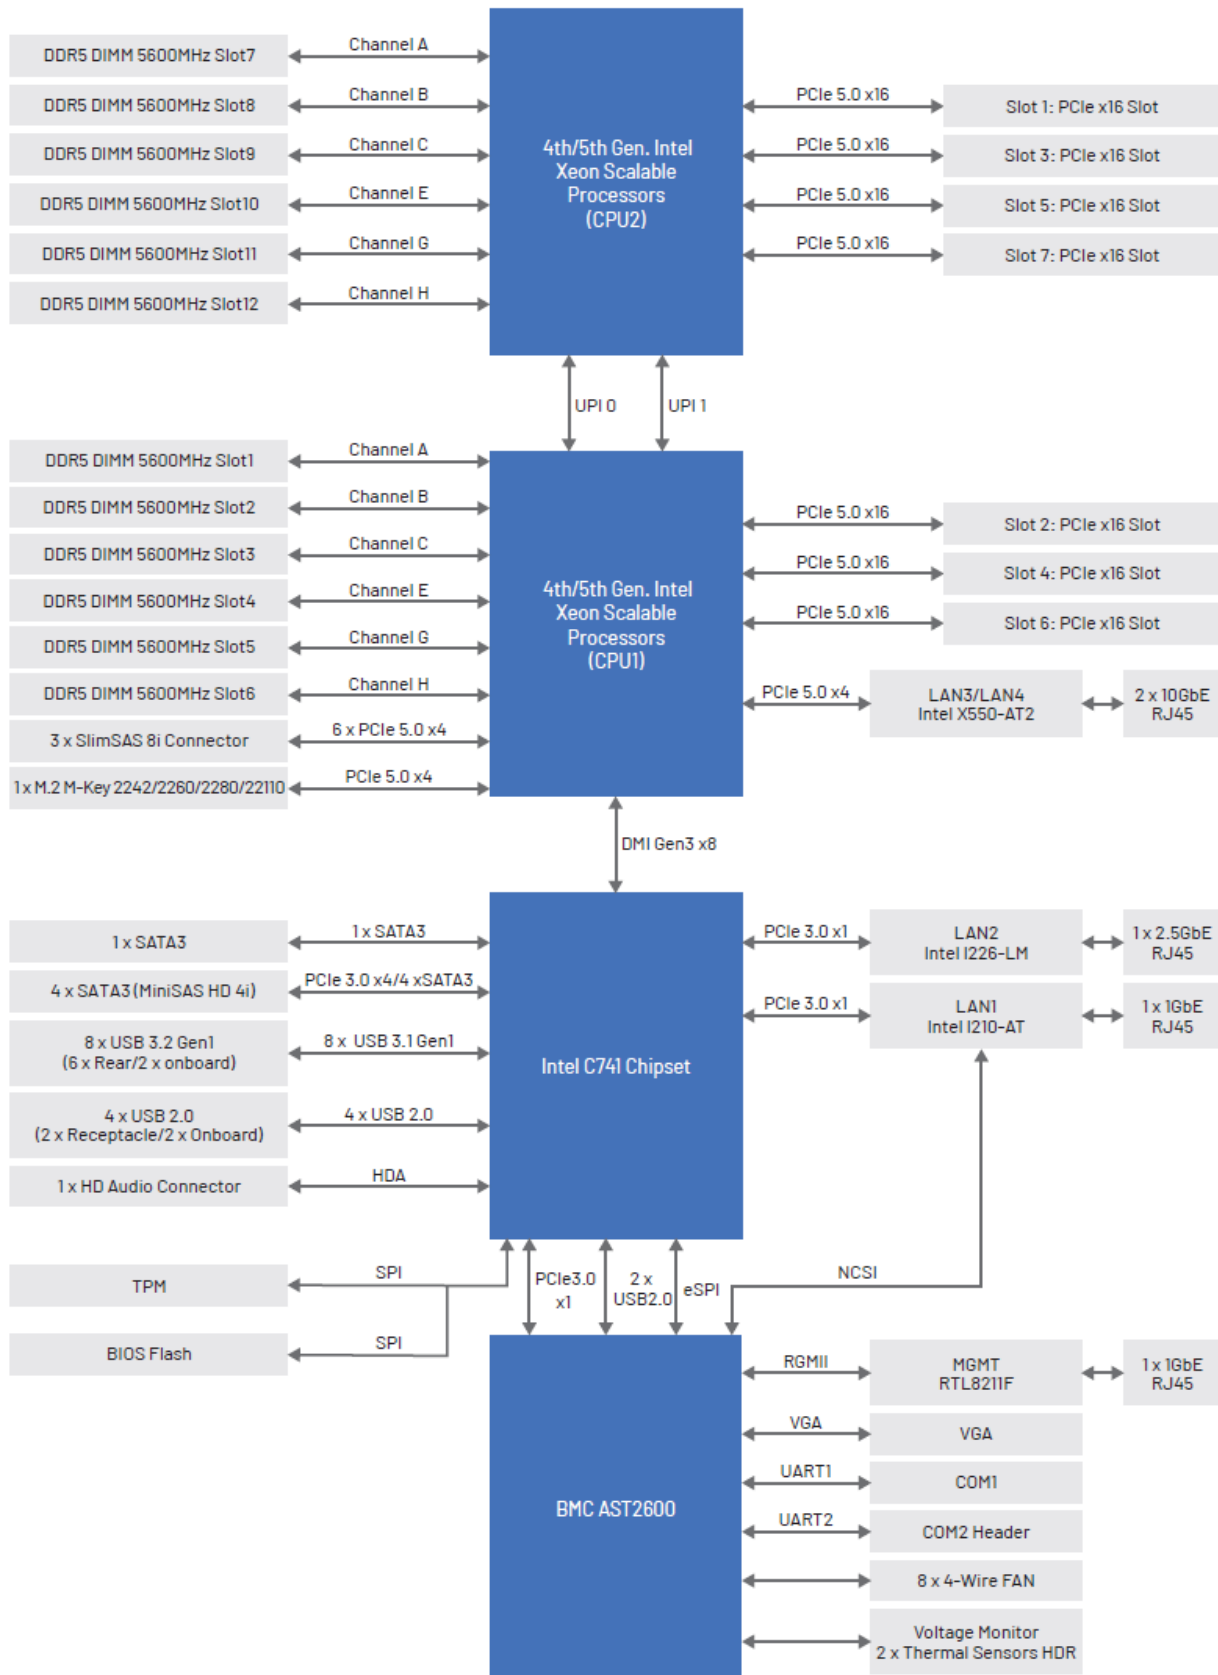 DDR5 DIMM 5600MHz Slot7
Channel A
DDR5 DIMM 5600MHz Slot8
Channel B
DDR5 DIMM 5600MHz Slot9
Channel C
DDR5 DIMM 5600MHz Slot10
Channel E
DDR5 DIMM 5600MHz Slot11
Channel G
DDR5 DIMM 5600MHz Slot12
Channel H
4th/5th Gen. Intel
Xeon Scalable
Processors
(CPU2)
PCIe 5.0 x16
Slot 1: PCIe x16 Slot
PCIe 5.0 x16
Slot 3: PCIe x16 Slot
PCIe 5.0 x16
Slot 5: PCIe x16 Slot
PCIe 5.0 x16
Slot 7: PCIe x16 Slot
UPI 0
UPI 1
DDR5 DIMM 5600MHz Slot1
Channel A
DDR5 DIMM 5600MHz Slot2
Channel B
DDR5 DIMM 5600MHz Slot3
Channel C
DDR5 DIMM 5600MHz Slot4
Channel E
DDR5 DIMM 5600MHz Slot5
Channel G
DDR5 DIMM 5600MHz Slot6
Channel H
3 x SlimSAS 8i Connector
6 x PCIe 5.0 x4
1 x M.2 M-Key 2242/2260/2280/22110
PCIe 5.0 x4
4th/5th Gen. Intel
Xeon Scalable
Processors
(CPU1)
PCIe 5.0 x16
Slot 2: PCIe x16 Slot
PCIe 5.0 x16
Slot 4: PCIe x16 Slot
PCIe 5.0 x16
Slot 6: PCIe x16 Slot
PCIe 5.0 x4
LAN3/LAN4
Intel X550-AT2
2 x 10GbE
RJ45
DMI Gen3 x8
1 x SATA3
1 x SATA3
4 x SATA3 (MiniSAS HD 4i)
PCIe 3.0 x4/4 xSATA3
8 x USB 3.2 Gen1
(6 x Rear/2 x onboard)
8 x USB 3.1 Gen1
4 x USB 2.0
(2 x Receptacle/2 x Onboard)
4 x USB 2.0
1 x HD Audio Connector
HDA
Intel C741 Chipset
PCIe 3.0 x1
LAN2
Intel I226-LM
1 x 2.5GbE
RJ45
PCIe 3.0 x1
LAN1
Intel I210-AT
1 x 1GbE
RJ45
TPM
SPI
BIOS Flash
SPI
PCIe3.0
x1
2 x
USB2.0
eSPI
NCSI
BMC AST2600
RGMII
MGMT
RTL8211F
1 x 1GbE
RJ45
VGA
VGA
UART1
COM1
UART2
COM2 Header
8 x 4-Wire FAN
Voltage Monitor
2 x Thermal Sensors HDR